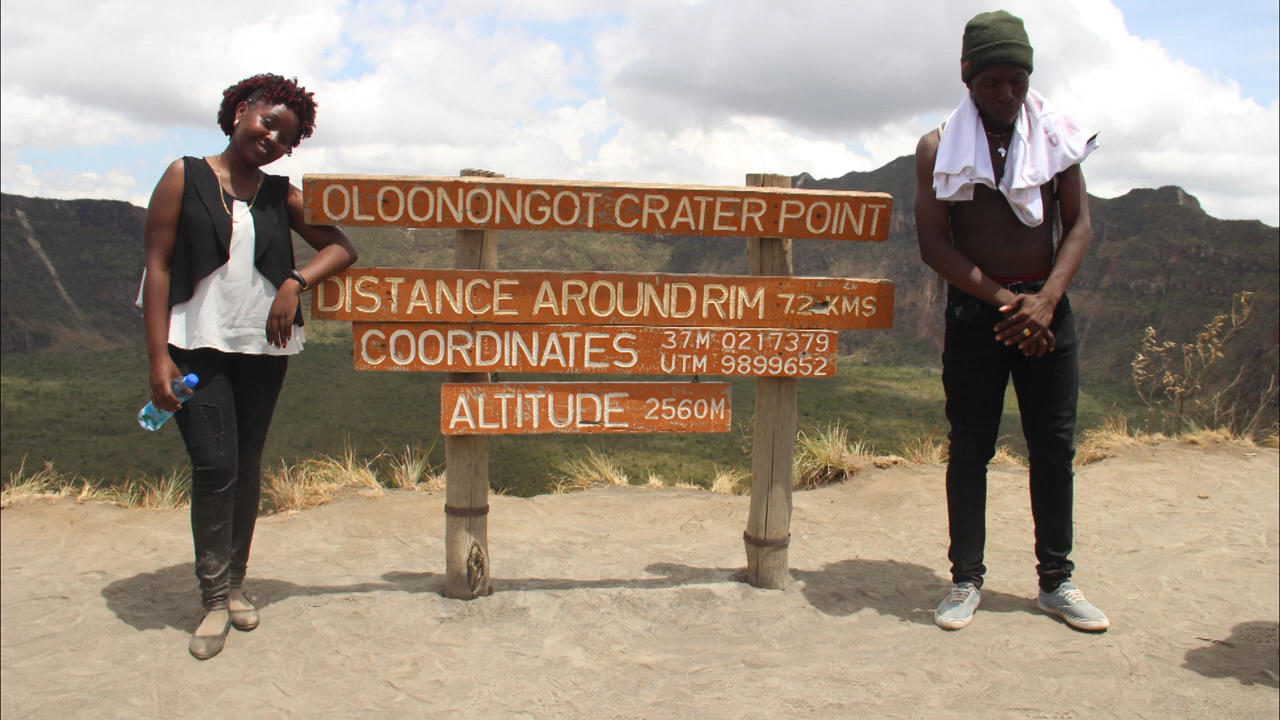 OLOONONGOT CRATER POINT
DISTANCE AROUND RIM 7.2 KMS
COORDINATES 37M 0217379
UTM 9899652
ALTITUDE 2560M